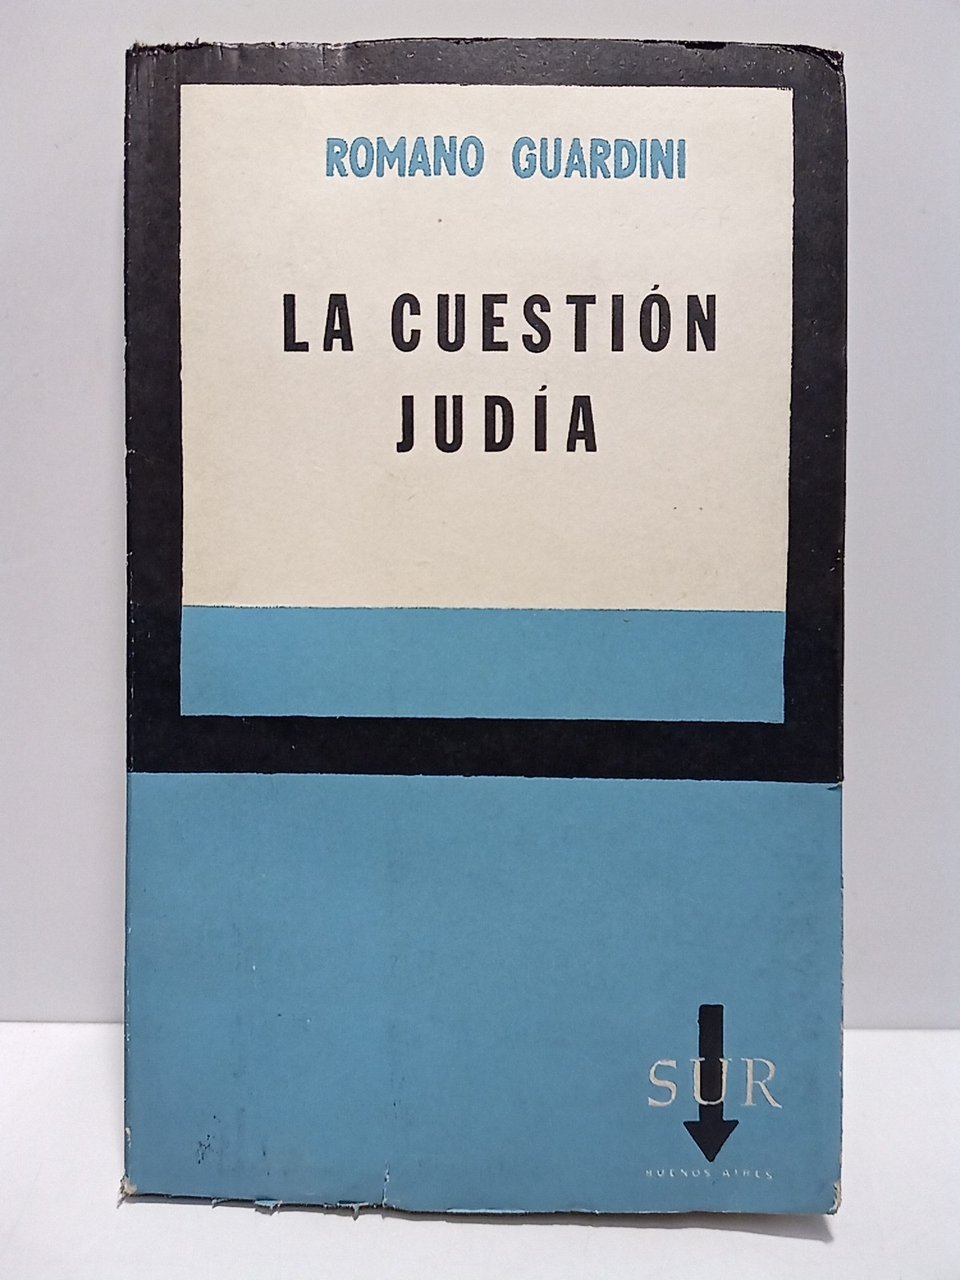 ROMANO GUARDINI
LA CUESTIÓN
JUDÍA
SUR
BUENOS AIRES